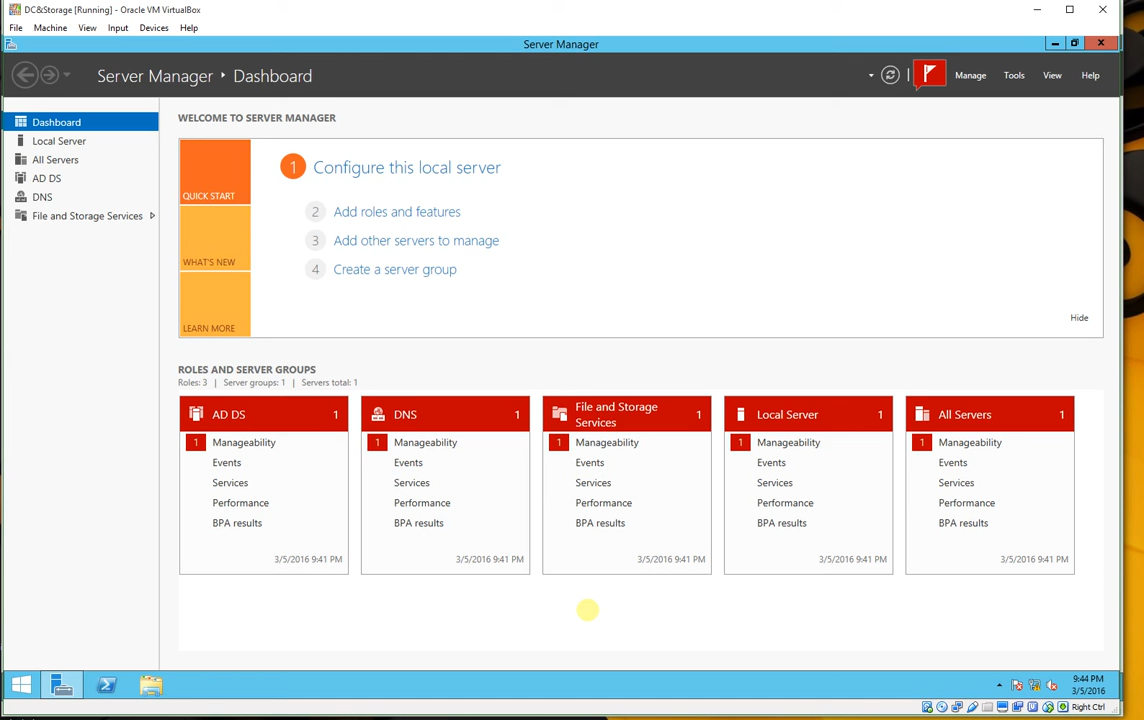 DC&Storage [Running] - Oracle VM VirtualBox
File Machine View Input Devices Help
Server Manager
Server Manager Dashboard
Manage Tools View Help
Dashboard
Local Server
All Servers
AD DS
DNS
File and Storage Services
WELCOME TO SERVER MANAGER
QUICK START
WHAT'S NEW
LEARN MORE
1 Configure this local server
2 Add roles and features
3 Add other servers to manage
4 Create a server group
Hide
ROLES AND SERVER GROUPS
Roles: 3 | Server groups: 1 | Servers total: 1
AD DS 1
1 Manageability
Events
Services
Performance
BPA results
3/5/2016 9:41 PM
DNS 1
1 Manageability
Events
Services
Performance
BPA results
3/5/2016 9:41 PM
File and Storage
Services 1
1 Manageability
Events
Services
Performance
BPA results
3/5/2016 9:41 PM
Local Server 1
1 Manageability
Events
Services
Performance
BPA results
3/5/2016 9:41 PM
All Servers 1
1 Manageability
Events
Services
Performance
BPA results
3/5/2016 9:41 PM
9:44 PM
3/5/2016
Right Ctrl